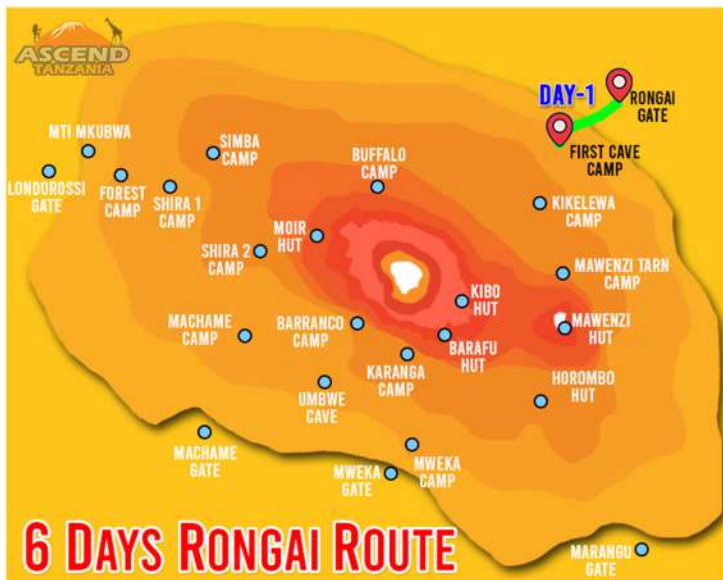 ASCEND
TANZANIA
DAY-1
RONGAI
GATE
FIRST CAVE
CAMP
MTI MKUBWA
SIMBA
CAMP
BUFFALO
CAMP
LONDOROSSI
GATE
FOREST
CAMP
SHIRA 1
CAMP
KIKELEWA
CAMP
MOIR
HUT
SHIRA 2
CAMP
MAWENZI TARN
CAMP
KIBO
HUT
MACHAME
CAMP
BARRANCO
CAMP
BARAFU
HUT
MAWENZI
HUT
KARANGA
CAMP
UMBWE
CAVE
HOROMBO
HUT
MACHAME
GATE
MWEKA
GATE
MWEKA
CAMP
6 DAYS RONGAI ROUTE
MARANGU
GATE